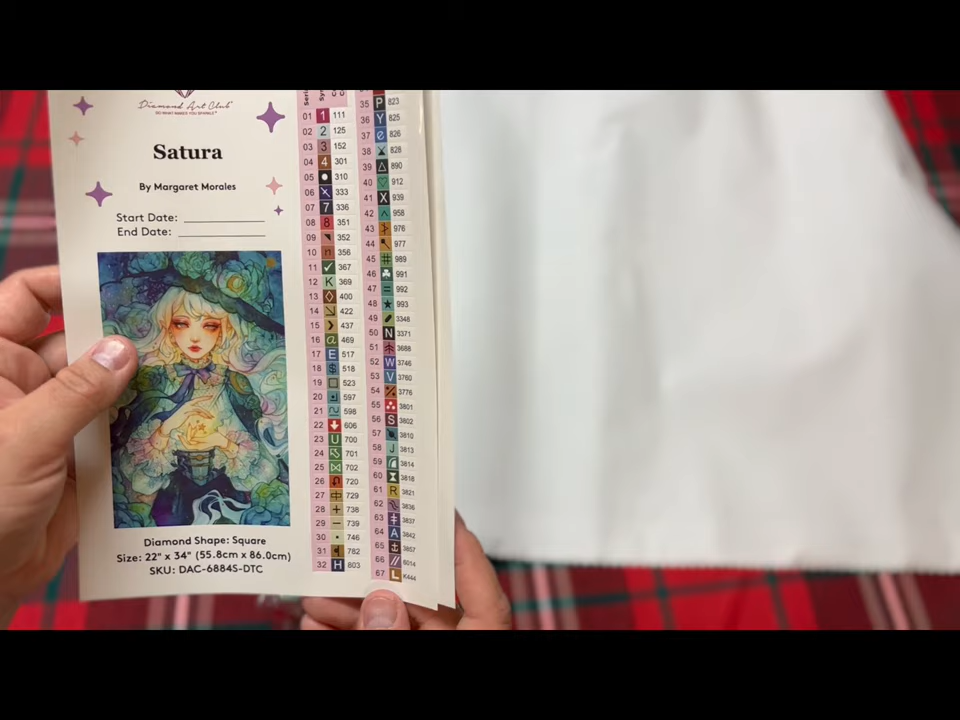 Diamond Art Club
DO WHAT MAKES YOU SPARKLE
Satura
By Margaret Morales
Start Date:
End Date:
Diamond Shape: Square
Size: 22" x 34" (55.8cm x 86.0cm)
SKU: DAC-6884S-DTC
01 1 111
02 2 125
03 3 152
04 4 301
05 310
06 333
07 7 336
08 8 351
09 352
10 n 356
11 ✓ 367
12 K 369
13 400
14 422
15 437
16 a 469
17 E 517
18 $ 518
19 523
20 597
21 598
22 606
23 U 700
24 701
25 702
26 720
27 729
28 + 738
29 − 739
30 746
31 782
32 H 803
35 P 823
36 Y 825
37 e 826
38 828
39 △ 890
40 ♡ 912
41 X 939
42 ^ 958
43 976
44 977
45 # 989
46 ♣ 991
47 = 992
48 ★ 993
49 3348
50 N 3371
51 3688
52 W 3746
53 V 3760
54 3776
55 3801
56 S 3802
57 3810
58 J 3813
59 3814
60 3818
61 R 3821
62 3836
63 3837
64 A 3842
65 3857
66 // 6014
67 L K444